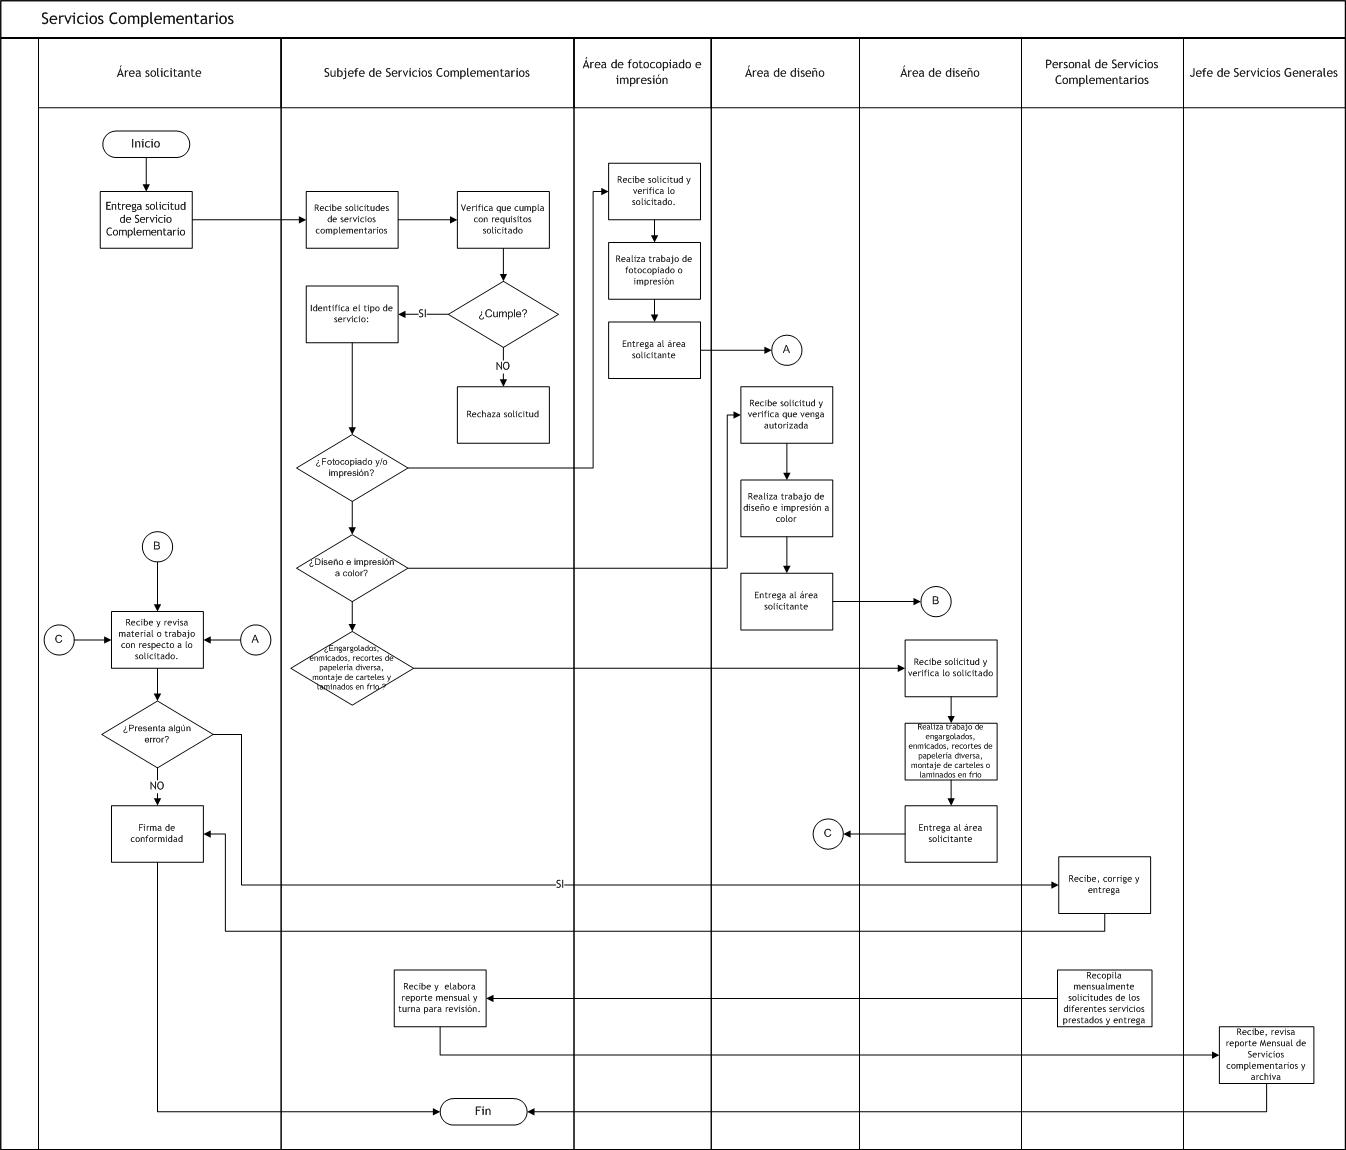 Servicios Complementarios
Área solicitante
Subjefe de Servicios Complementarios
Área de fotocopiado e
impresión
Área de diseño
Área de diseño
Personal de Servicios
Complementarios
Jefe de Servicios Generales
Inicio
Entrega solicitud
de Servicio
Complementario
Recibe solicitudes
de servicios
complementarios
Verifica que cumpla
con requisitos
solicitado
Recibe solicitud y
verifica lo
solicitado.
Realiza trabajo de
fotocopiado o
impresión
Identifica el tipo de
servicio:
SI
¿Cumple?
NO
Rechaza solicitud
Entrega al área
solicitante
A
Recibe solicitud y
verifica que venga
autorizada
¿Fotocopiado y/o
impresión?
Realiza trabajo de
diseño e impresión a
color
¿Diseño e impresión
a color?
Entrega al área
solicitante
B
B
Recibe y revisa
material o trabajo
con respecto a lo
solicitado.
C
A
¿Engargolados,
enmicados, recortes de
papelería diversa,
montaje de carteles y
laminados en frio ?
Recibe solicitud y
verifica lo solicitado
¿Presenta algún
error?
Realiza trabajo de
engargolados,
enmicados, recortes de
papelería diversa,
montaje de carteles o
laminados en frio
NO
Firma de
conformidad
C
Entrega al área
solicitante
SI
Recibe, corrige y
entrega
Recibe y  elabora
reporte mensual y
turna para revisión.
Recopila
mensualmente
solicitudes de los
diferentes servicios
prestados y entrega
Recibe, revisa
reporte Mensual de
Servicios
complementarios y
archiva
Fin